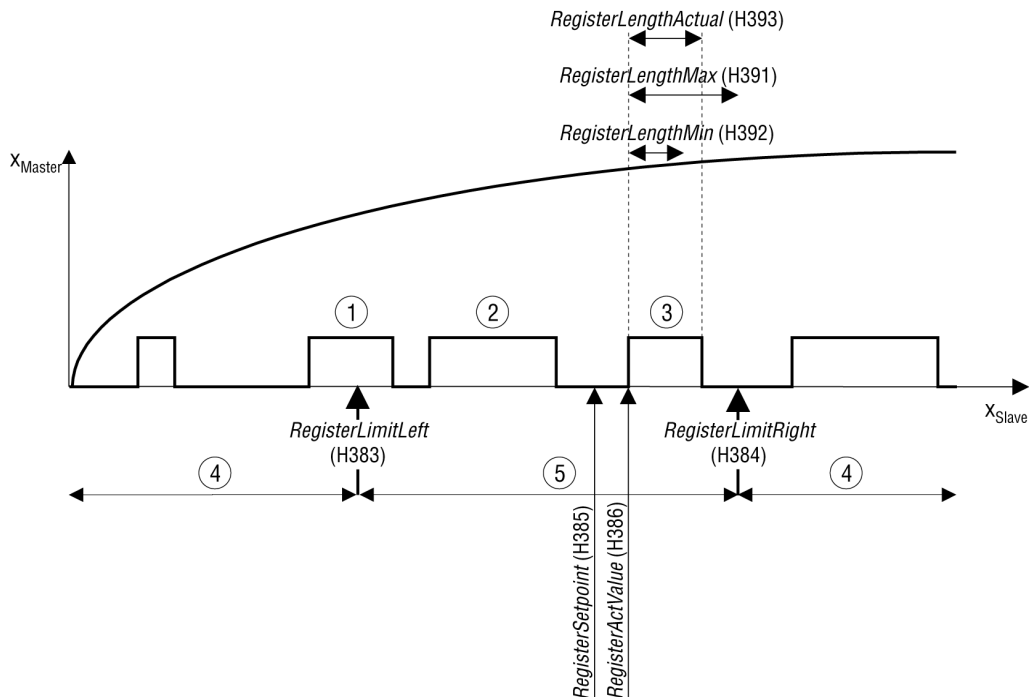 RegisterLengthActual (H393)
RegisterLengthMax (H391)
RegisterLengthMin (H392)
xMaster
1
2
3
xSlave
RegisterLimitLeft
(H383)
RegisterLimitRight
(H384)
4
5
4
RegisterSetpoint (H385)
RegisterActValue (H386)